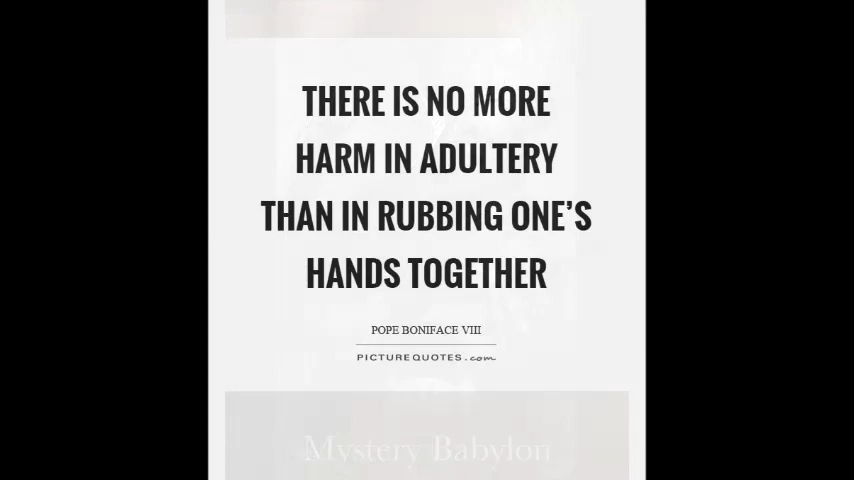 THERE IS NO MORE
HARM IN ADULTERY
THAN IN RUBBING ONE'S
HANDS TOGETHER
POPE BONIFACE VIII
PICTUREQUOTES.com
Mystery Babylon